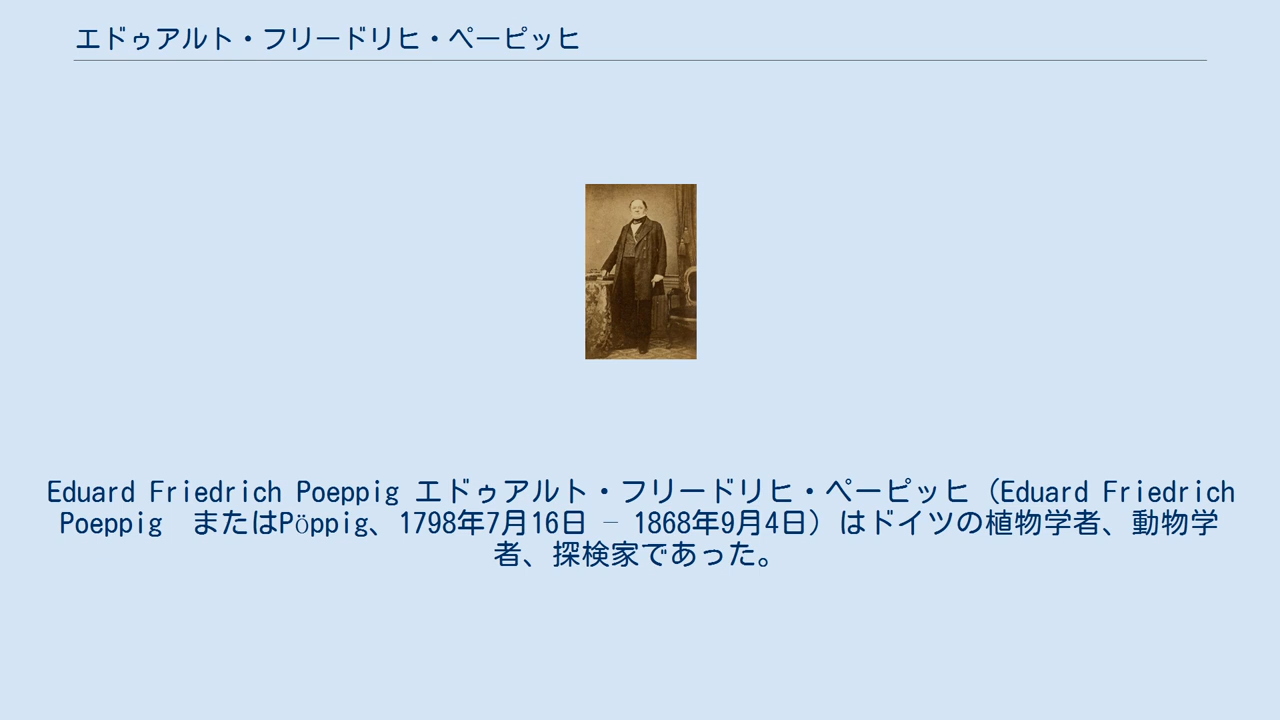 エドゥアルト・フリードリヒ・ペーピッヒ
Eduard Friedrich Poeppig エドゥアルト・フリードリヒ・ペーピッヒ（Eduard Friedrich
Poeppig　またはPöppig、1798年7月16日 – 1868年9月4日）はドイツの植物学者、動物学
者、探検家であった。